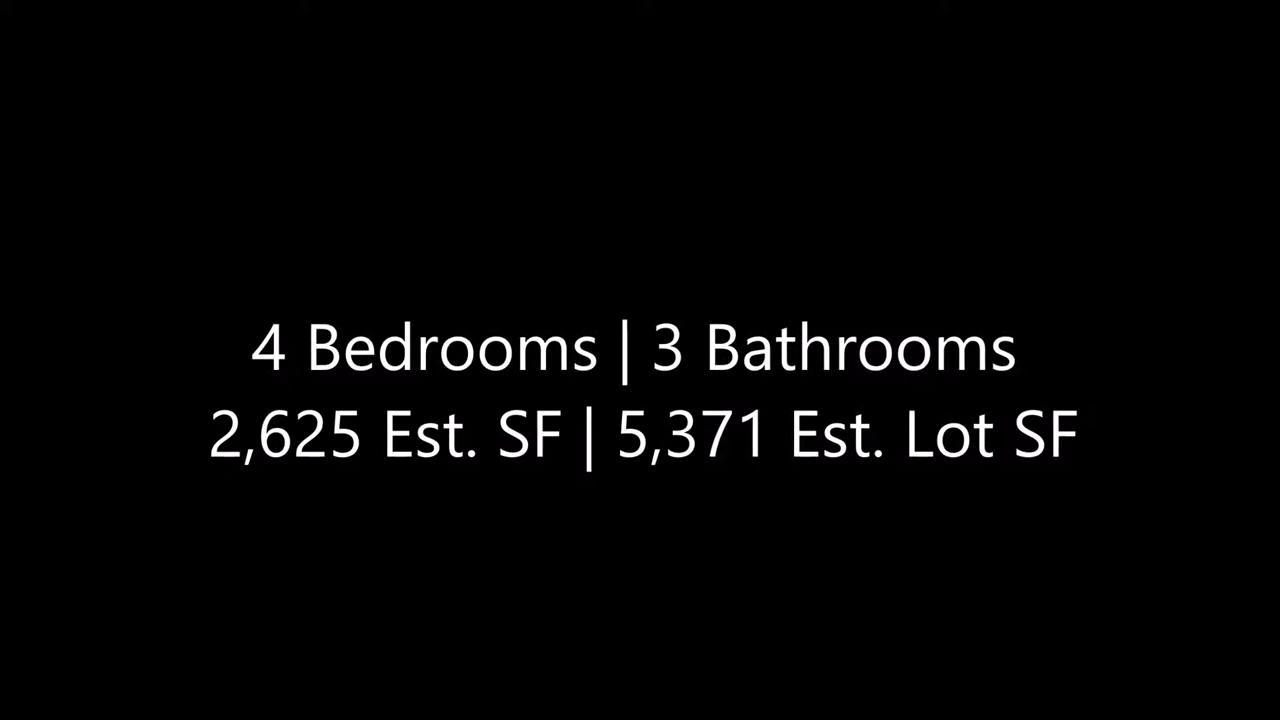 4 Bedrooms | 3 Bathrooms
2,625 Est. SF | 5,371 Est. Lot SF